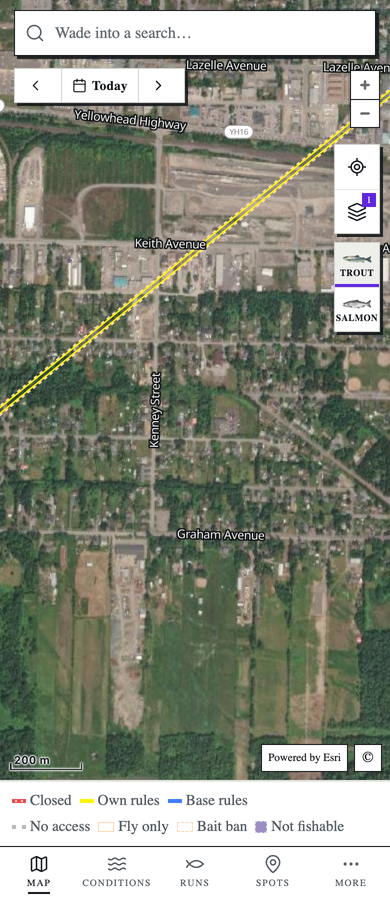 Wade into a search…
Lazelle Avenue
Lazelle Aven
Today
Yellowhead Highway
YH16
1
Keith Avenue
A
TROUT
SALMON
Kenney Street
Graham Avenue
200 m
Powered by Esri
©
Closed Own rules Base rules
No access Fly only Bait ban Not fishable
MAP CONDITIONS RUNS SPOTS MORE